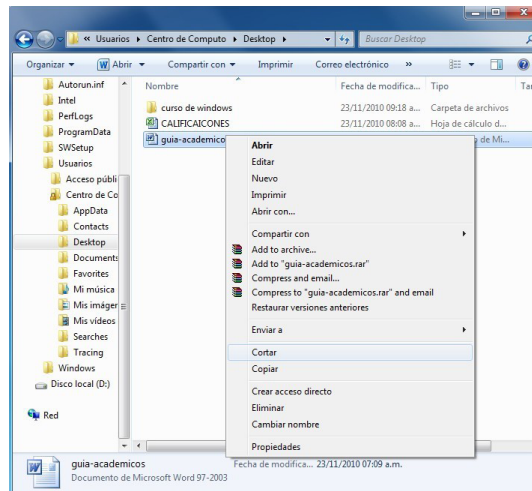 « Usuarios ▸ Centro de Computo ▸ Desktop ▸
Buscar Desktop
Organizar ▾ Abrir ▾ Compartir con ▾ Imprimir Correo electrónico »
Nombre Fecha de modifica... Tipo
Autorun.inf
Intel
PerfLogs
ProgramData
SWSetup
Usuarios
Acceso públi
Centro de Co
AppData
Contacts
Desktop
Documents
Favorites
Mi música
Mis imáger
Mis vídeos
Searches
Tracing
Windows
Disco local (D:)
Red
curso de windows 23/11/2010 09:18 a... Carpeta de archivos
CALIFICAICONES 23/11/2010 08:08 a... Hoja de cálculo d...
guia-academico de Mi...
Abrir
Editar
Nuevo
Imprimir
Abrir con...
Compartir con
Add to archive...
Add to "guia-academicos.rar"
Compress and email...
Compress to "guia-academicos.rar" and email
Restaurar versiones anteriores
Enviar a
Cortar
Copiar
Crear acceso directo
Eliminar
Cambiar nombre
Propiedades
guia-academicos Fecha de modifica... 23/11/2010 07:09 a.m.
Documento de Microsoft Word 97-2003